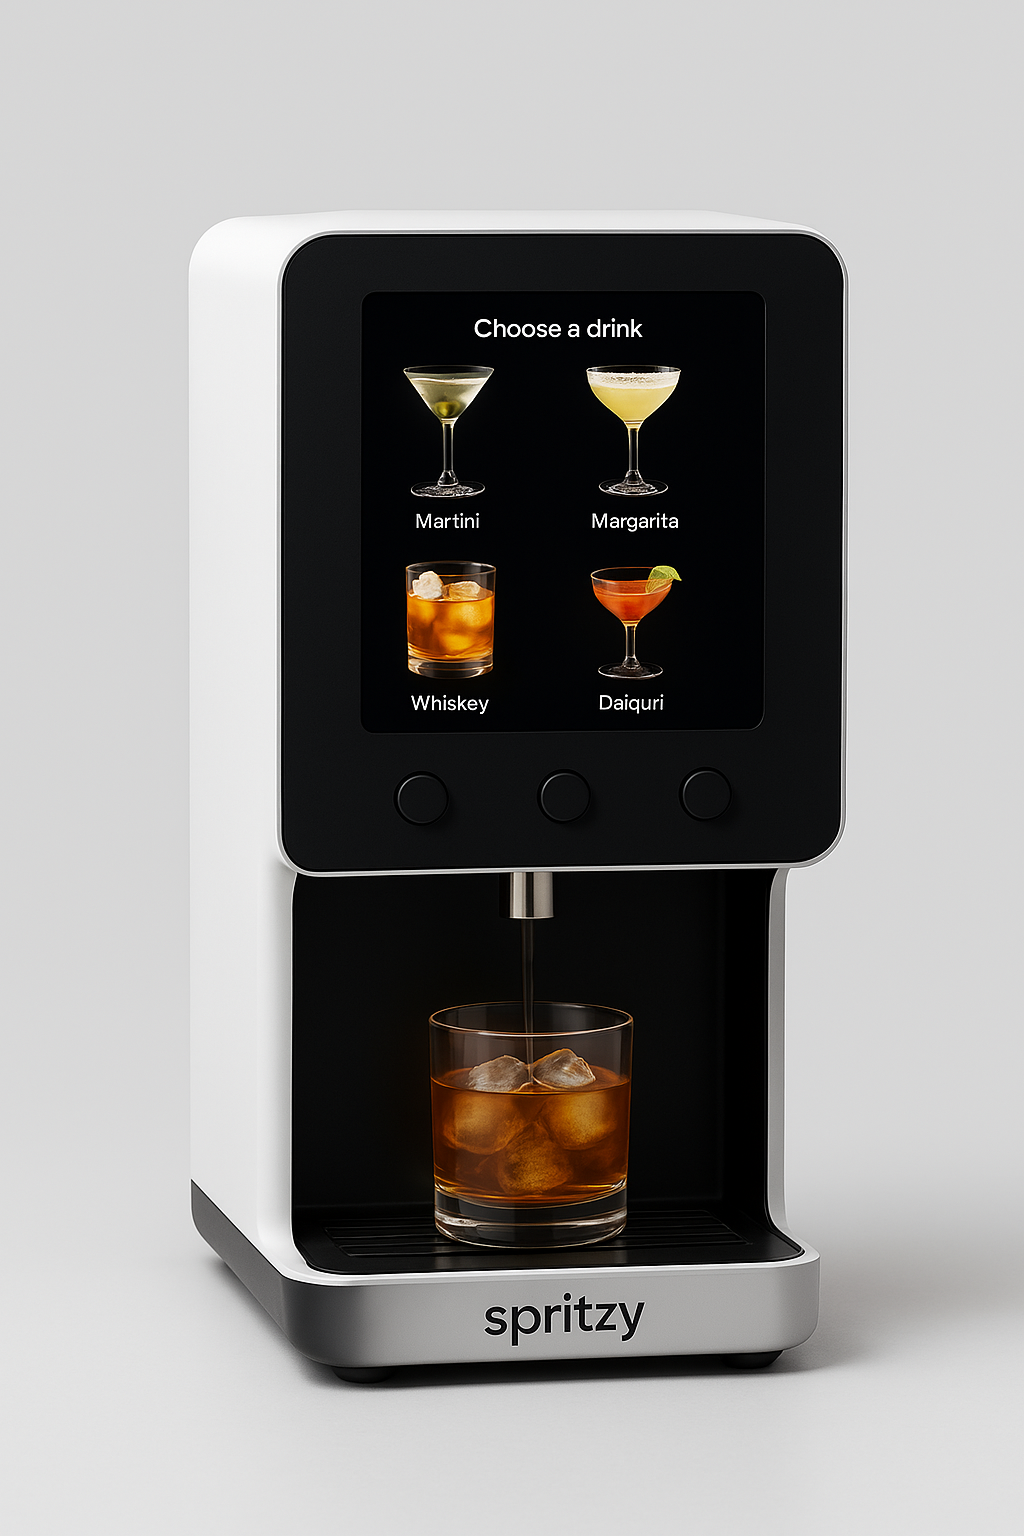 Choose a drink
Martini
Margarita
Whiskey
Daiquri
spritzy